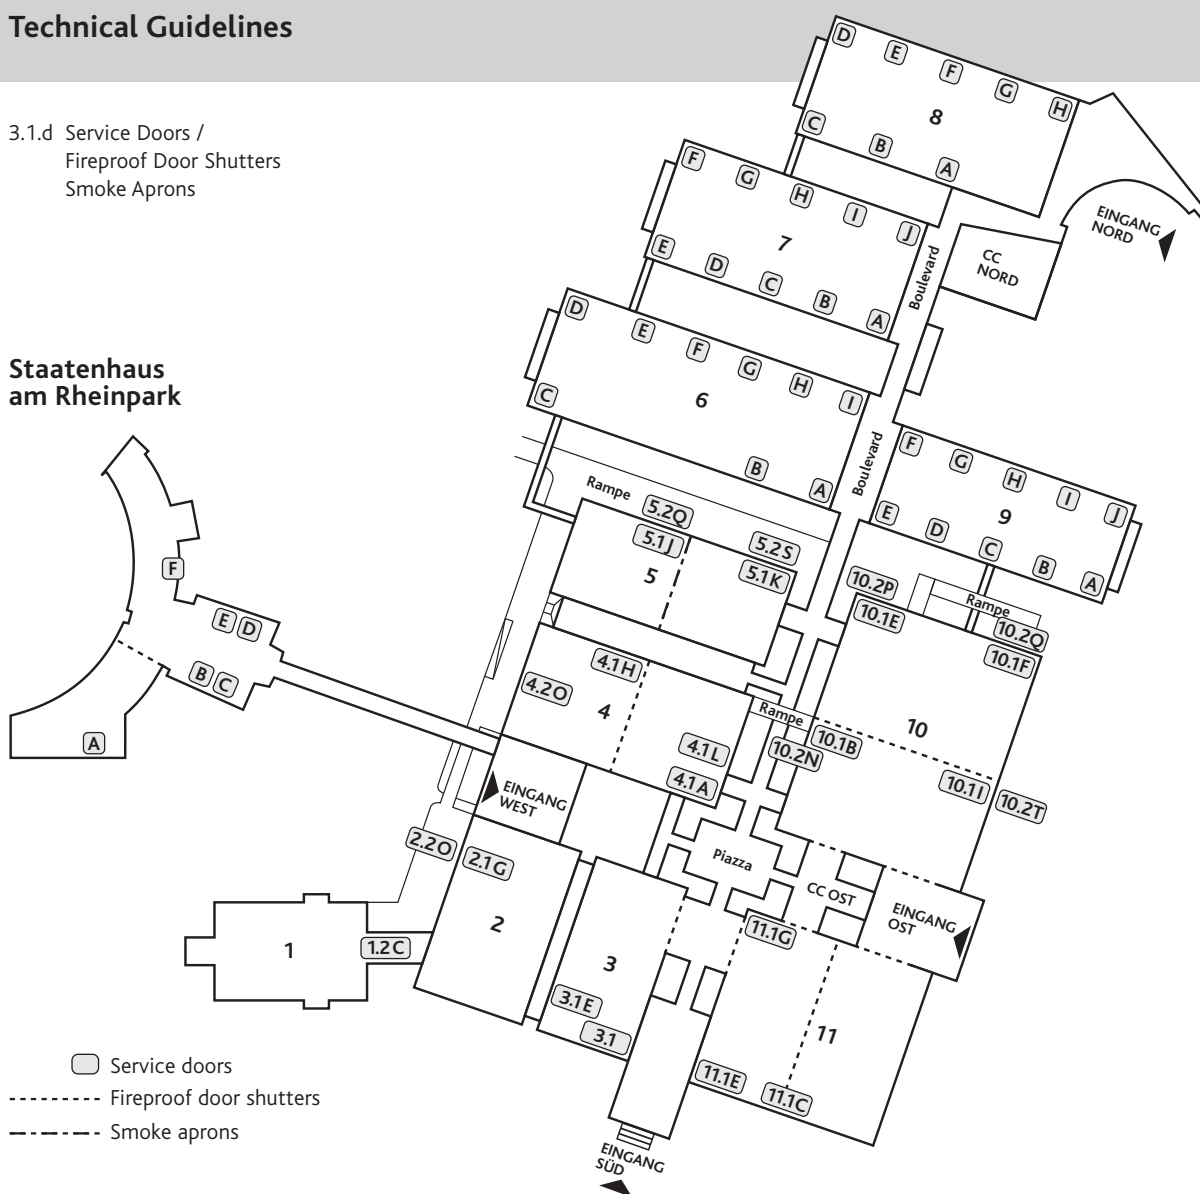 Technical Guidelines
3.1.d Service Doors /
Fireproof Door Shutters
Smoke Aprons
D
E
F
G
H
8
C
B
A
EINGANG
NORD
F
G
H
I
J
7
E
D
C
B
A
Boulevard
CC
NORD
D
E
F
G
H
I
6
C
B
A
Boulevard
F
G
H
I
J
9
E
D
C
B
A
Staatenhaus
am Rheinpark
F
E
D
B
C
A
Rampe
5.2Q
5.1J
5.2S
5.1K
5
10.2P
10.1E
Rampe
10.2Q
10.1F
4.1H
4.2O
4
4.1L
4.1A
Rampe
10.2N
10.1B
10
10.1I
10.2T
EINGANG
WEST
2.2O
2.1G
2
Piazza
CC OST
EINGANG
OST
1
1.2C
3
3.1E
3.1
11.1G
11
11.1E
11.1C
EINGANG
SÜD
Service doors
Fireproof door shutters
Smoke aprons